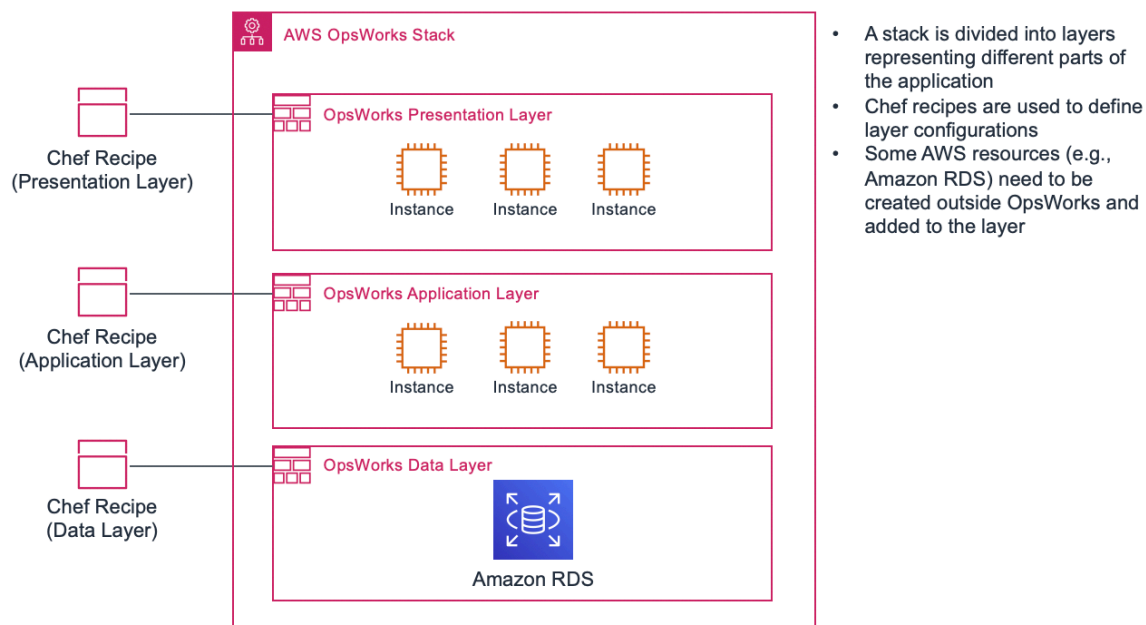 AWS OpsWorks Stack
OpsWorks Presentation Layer
Chef Recipe
(Presentation Layer)
Instance
Instance
Instance
OpsWorks Application Layer
Chef Recipe
(Application Layer)
Instance
Instance
Instance
OpsWorks Data Layer
Chef Recipe
(Data Layer)
Amazon RDS
• A stack is divided into layers
representing different parts of
the application
• Chef recipes are used to define
layer configurations
• Some AWS resources (e.g.,
Amazon RDS) need to be
created outside OpsWorks and
added to the layer